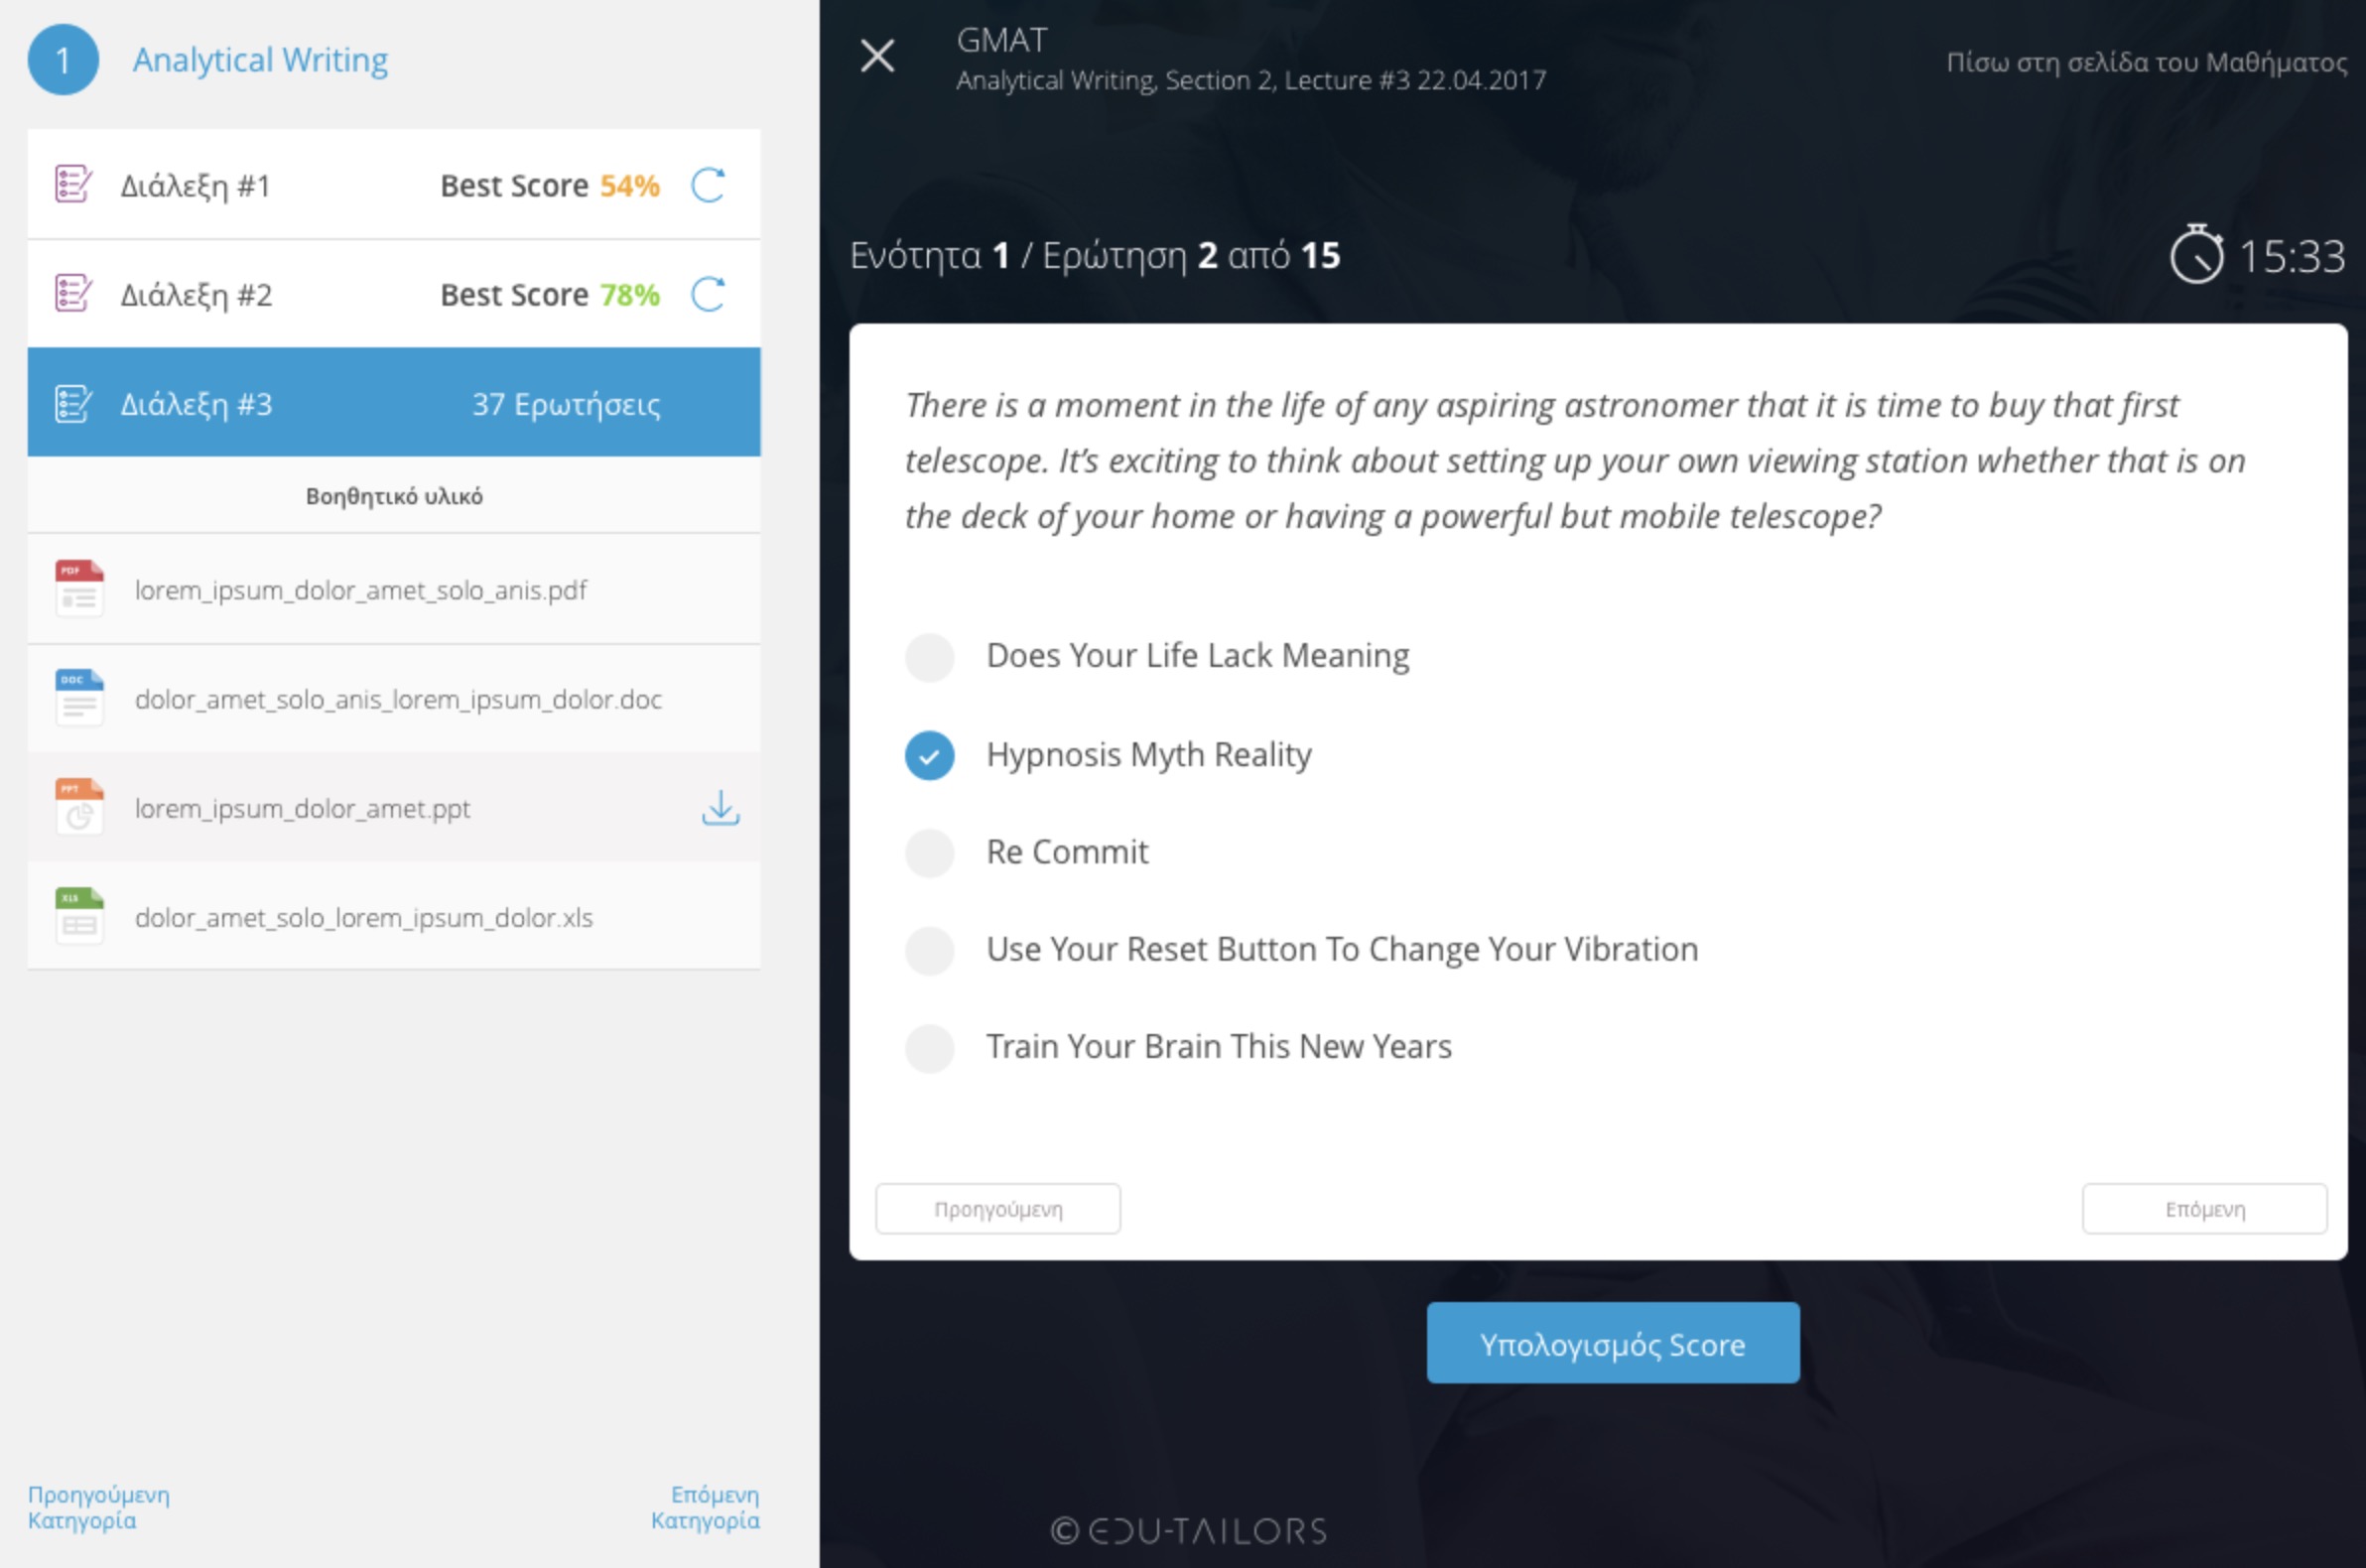 1 Analytical Writing
Διάλεξη #1 Best Score 54%
Διάλεξη #2 Best Score 78%
Διάλεξη #3 37 Ερωτήσεις
Βοηθητικό υλικό
PDF lorem_ipsum_dolor_amet_solo_anis.pdf
DOC dolor_amet_solo_anis_lorem_ipsum_dolor.doc
PPT lorem_ipsum_dolor_amet.ppt
XLS dolor_amet_solo_lorem_ipsum_dolor.xls
Προηγούμενη
Κατηγορία
Επόμενη
Κατηγορία
GMAT
Analytical Writing, Section 2, Lecture #3 22.04.2017
Πίσω στη σελίδα του Μαθήματος
Ενότητα 1 / Ερώτηση 2 από 15
15:33
There is a moment in the life of any aspiring astronomer that it is time to buy that first
telescope. It’s exciting to think about setting up your own viewing station whether that is on
the deck of your home or having a powerful but mobile telescope?
Does Your Life Lack Meaning
Hypnosis Myth Reality
Re Commit
Use Your Reset Button To Change Your Vibration
Train Your Brain This New Years
Προηγούμενη
Επόμενη
Υπολογισμός Score
© EDU-TAILORS